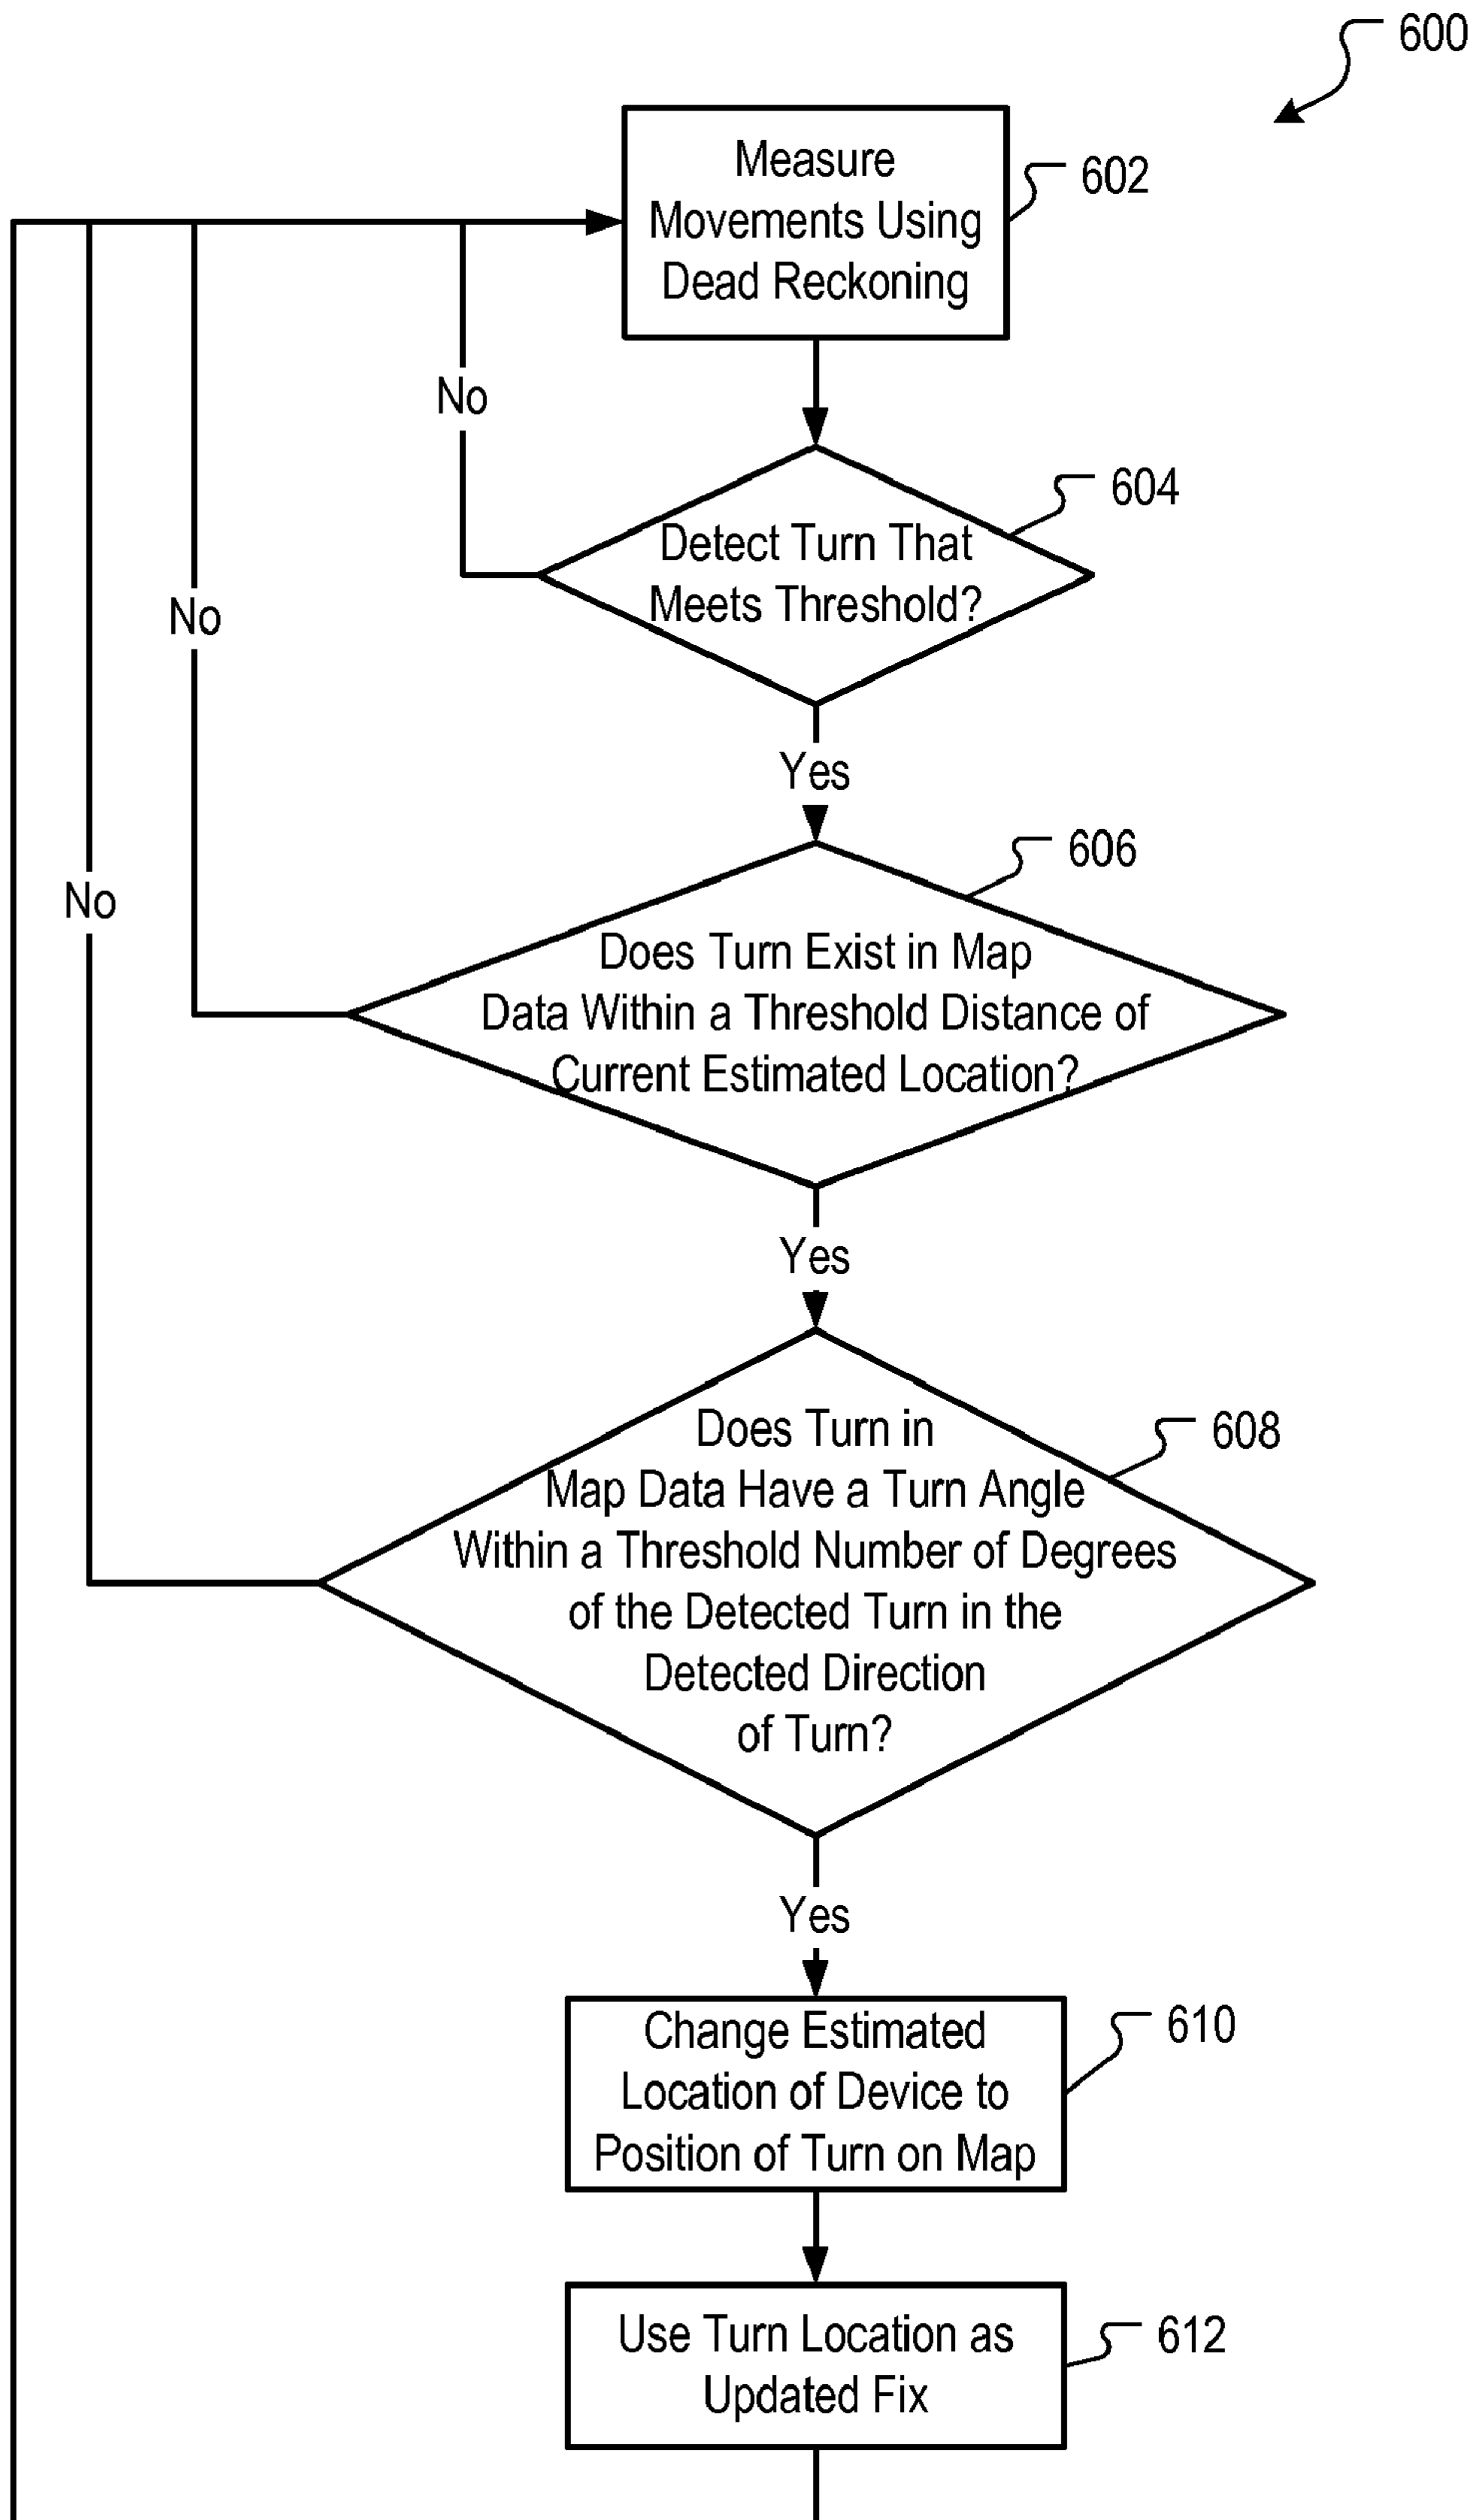 600
Measure
Movements Using
Dead Reckoning
602
No
Detect Turn That
Meets Threshold?
604
No
Yes
Does Turn Exist in Map
Data Within a Threshold Distance of
Current Estimated Location?
606
No
Yes
Does Turn in
Map Data Have a Turn Angle
Within a Threshold Number of Degrees
of the Detected Turn in the
Detected Direction
of Turn?
608
Yes
Change Estimated
Location of Device to
Position of Turn on Map
610
Use Turn Location as
Updated Fix
612